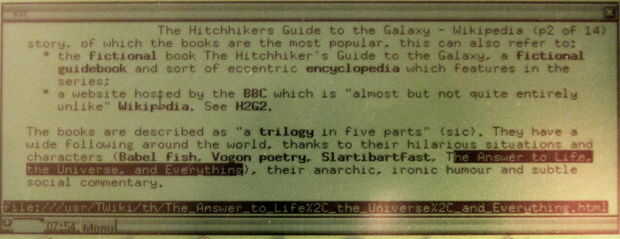 The Hitchhikers Guide to the Galaxy - Wikipedia (p2 of 14)
story, of which the books are the most popular, this can also refer to:
* the fictional book The Hitchhiker's Guide to the Galaxy, a fictional
guidebook and sort of eccentric encyclopedia which features in the
series;
* a website hosted by the BBC which is "almost but not quite entirely
unlike" Wikipedia. See H2G2.
The books are described as "a trilogy in five parts" (sic). They have a
wide following around the world, thanks to their hilarious situations and
characters (Babel fish, Vogon poetry, Slartibartfast, The Answer to Life,
the Universe, and Everything), their anarchic, ironic humour and subtle
social commentary.
file:///usr/TWiki/th/The_Answer_to_Life%2C_the_Universe%2C_and_Everything.html
07:54, Manul